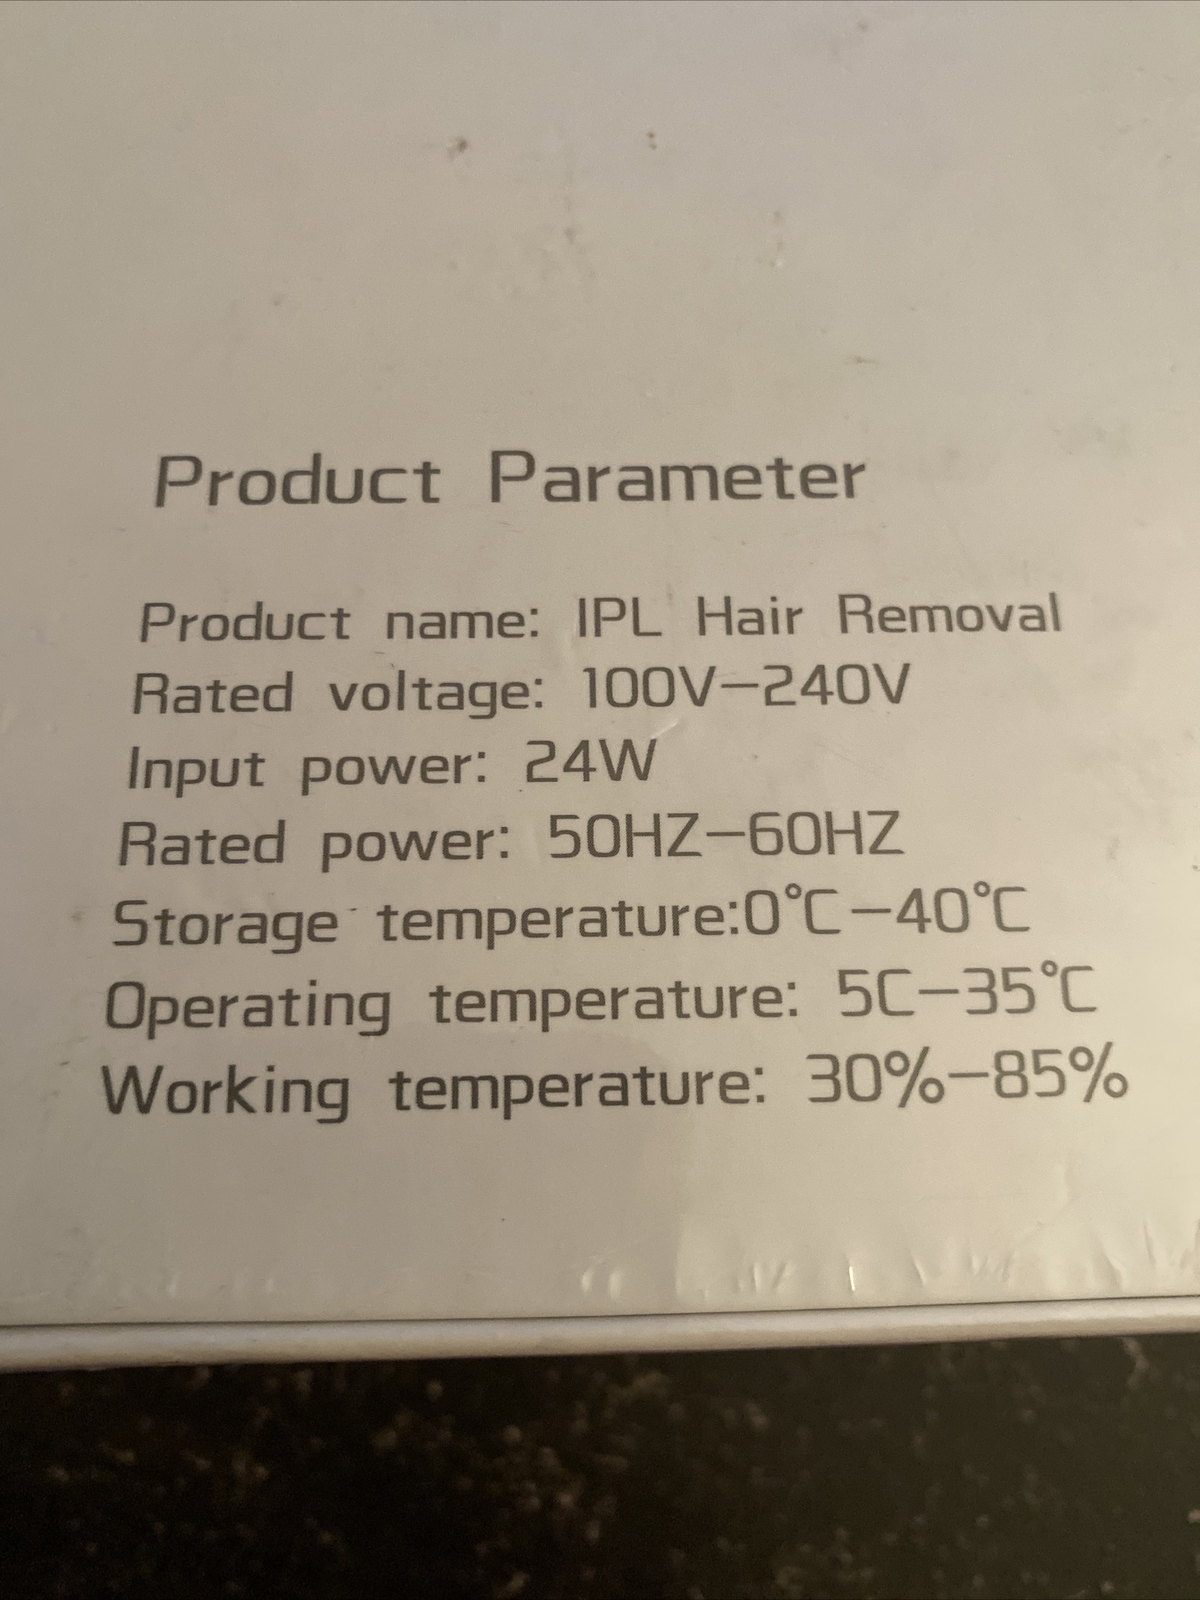 Product Parameter
Product name: IPL Hair Removal
Rated voltage: 100V-240V
Input power: 24W
Rated power: 50HZ-60HZ
Storage temperature:0℃-40℃
Operating temperature: 5C-35℃
Working temperature: 30%-85%